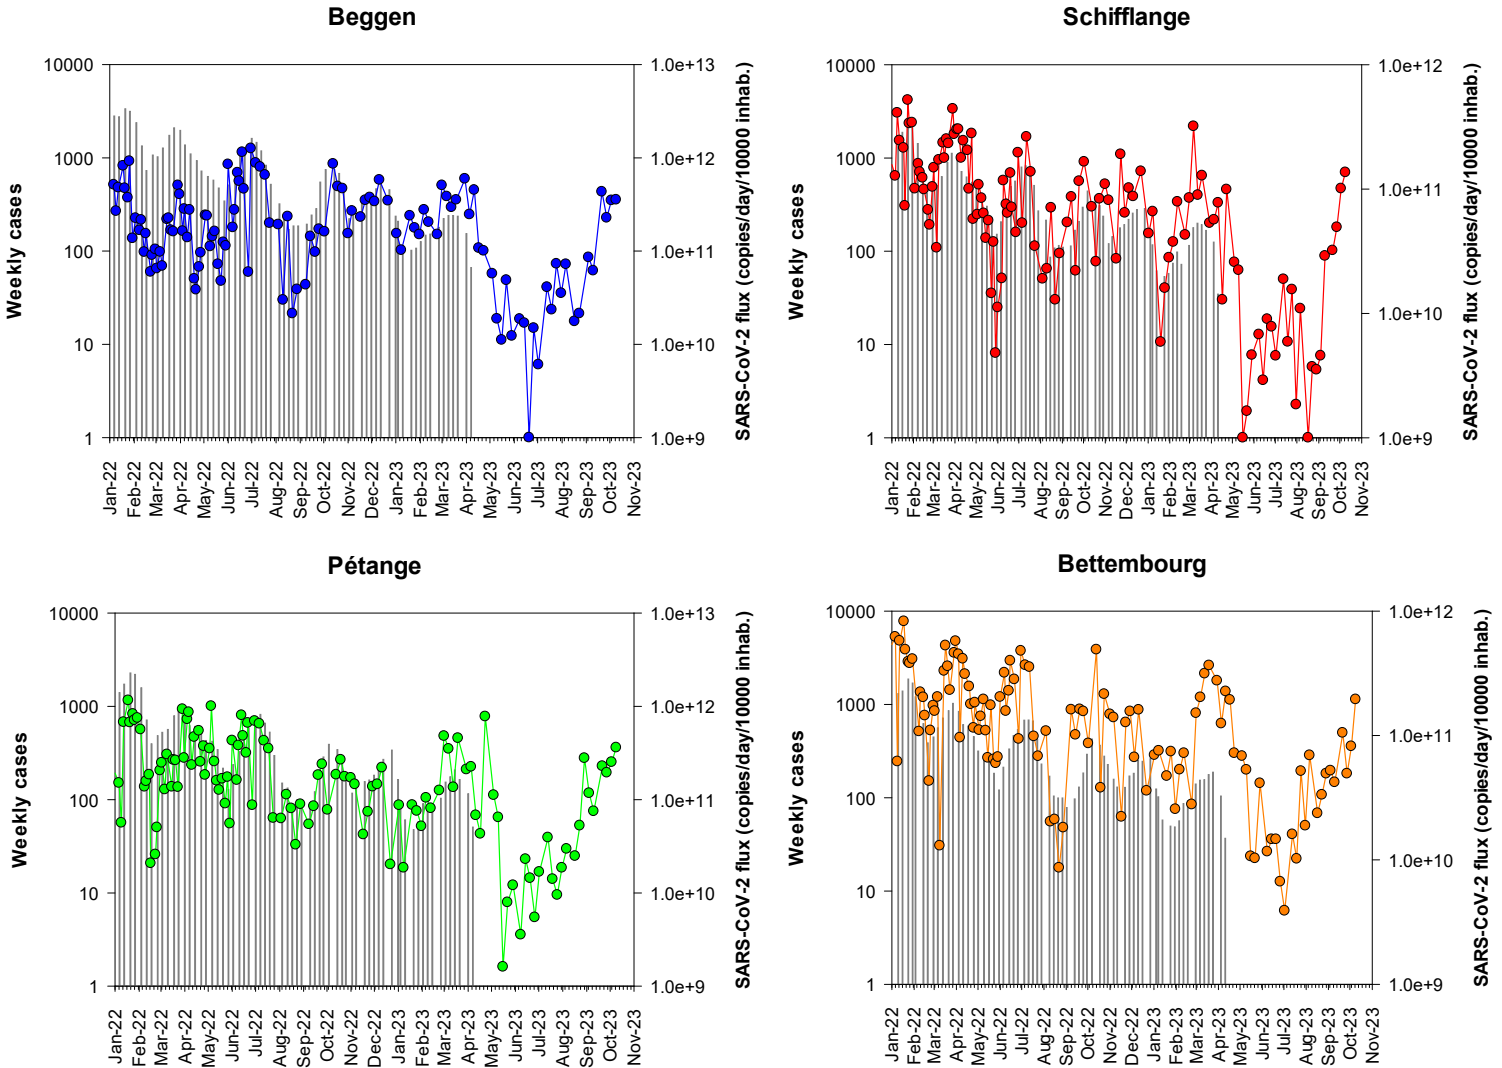 Beggen
10000
1000
100
10
1
Weekly cases
1.0e+13
1.0e+12
1.0e+11
1.0e+10
1.0e+9
SARS-CoV-2 flux (copies/day/10000 inhab.)
Jan-22
Feb-22
Mar-22
Apr-22
May-22
Jun-22
Jul-22
Aug-22
Sep-22
Oct-22
Nov-22
Dec-22
Jan-23
Feb-23
Mar-23
Apr-23
May-23
Jun-23
Jul-23
Aug-23
Sep-23
Oct-23
Nov-23
Schifflange
10000
1000
100
10
1
Weekly cases
1.0e+12
1.0e+11
1.0e+10
1.0e+9
SARS-CoV-2 flux (copies/day/10000 inhab.)
Jan-22
Feb-22
Mar-22
Apr-22
May-22
Jun-22
Jul-22
Aug-22
Sep-22
Oct-22
Nov-22
Dec-22
Jan-23
Feb-23
Mar-23
Apr-23
May-23
Jun-23
Jul-23
Aug-23
Sep-23
Oct-23
Nov-23
Pétange
10000
1000
100
10
1
Weekly cases
1.0e+13
1.0e+12
1.0e+11
1.0e+10
1.0e+9
SARS-CoV-2 flux (copies/day/10000 inhab.)
Jan-22
Feb-22
Mar-22
Apr-22
May-22
Jun-22
Jul-22
Aug-22
Sep-22
Oct-22
Nov-22
Dec-22
Jan-23
Feb-23
Mar-23
Apr-23
May-23
Jun-23
Jul-23
Aug-23
Sep-23
Oct-23
Nov-23
Bettembourg
10000
1000
100
10
1
Weekly cases
1.0e+12
1.0e+11
1.0e+10
1.0e+9
SARS-CoV-2 flux (copies/day/10000 inhab.)
Jan-22
Feb-22
Mar-22
Apr-22
May-22
Jun-22
Jul-22
Aug-22
Sep-22
Oct-22
Nov-22
Dec-22
Jan-23
Feb-23
Mar-23
Apr-23
May-23
Jun-23
Jul-23
Aug-23
Sep-23
Oct-23
Nov-23